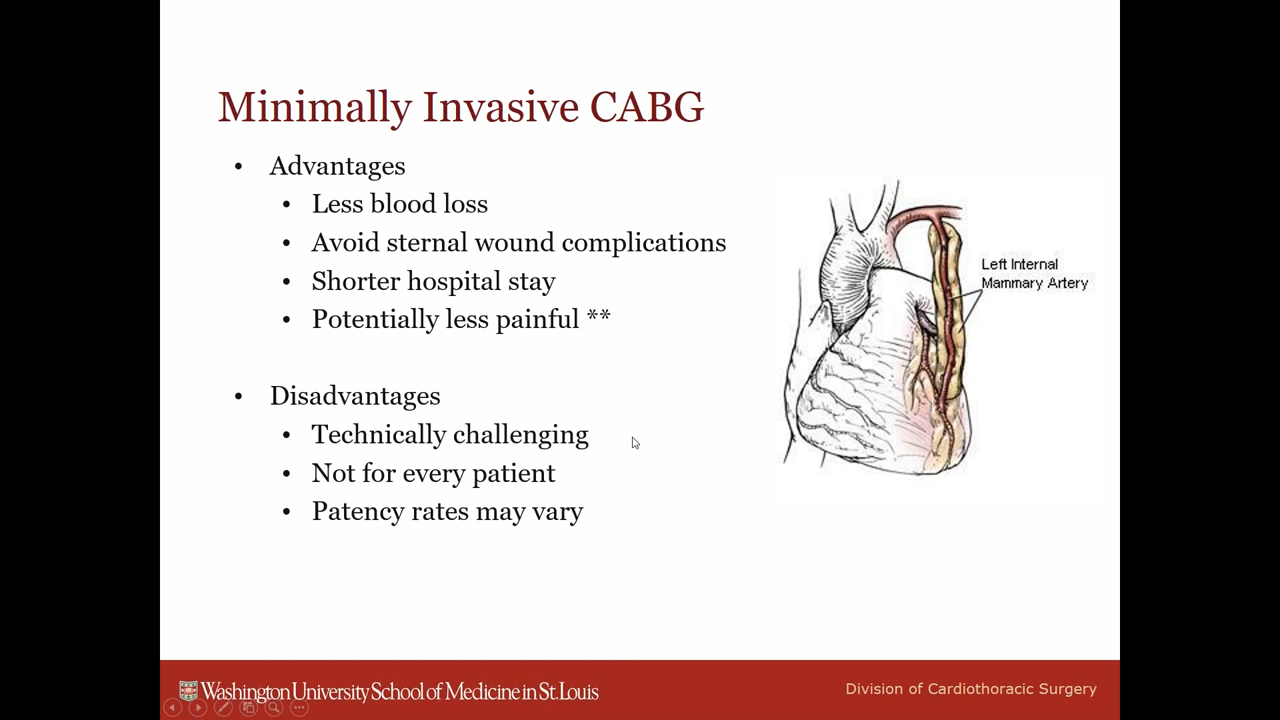 Minimally Invasive CABG
• Advantages
• Less blood loss
• Avoid sternal wound complications
• Shorter hospital stay
• Potentially less painful **
• Disadvantages
• Technically challenging
• Not for every patient
• Patency rates may vary
Left Internal
Mammary Artery
Washington University School of Medicine in St. Louis
Division of Cardiothoracic Surgery